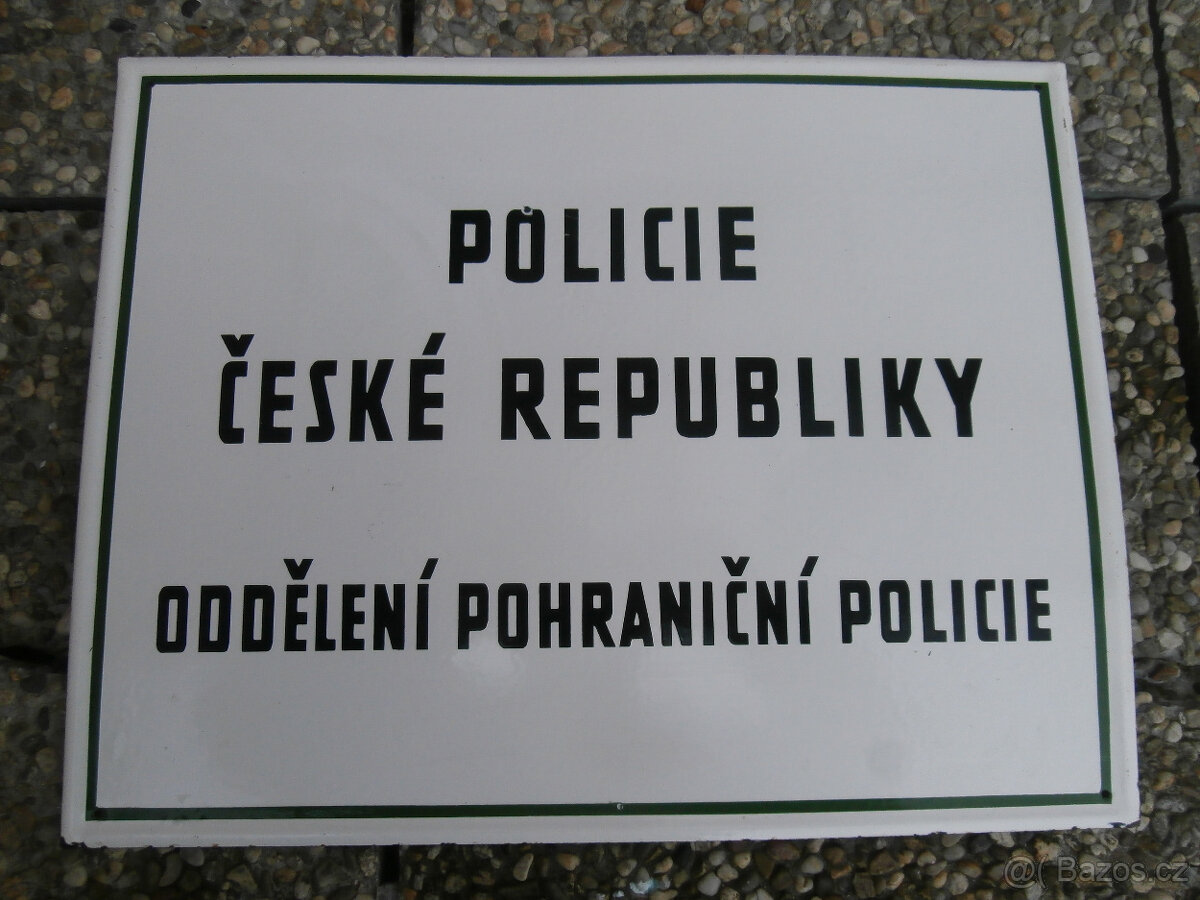 POLICIE
ČESKÉ REPUBLIKY
ODDĚLENÍ POHRANIČNÍ POLICIE
@( Bazos.cz